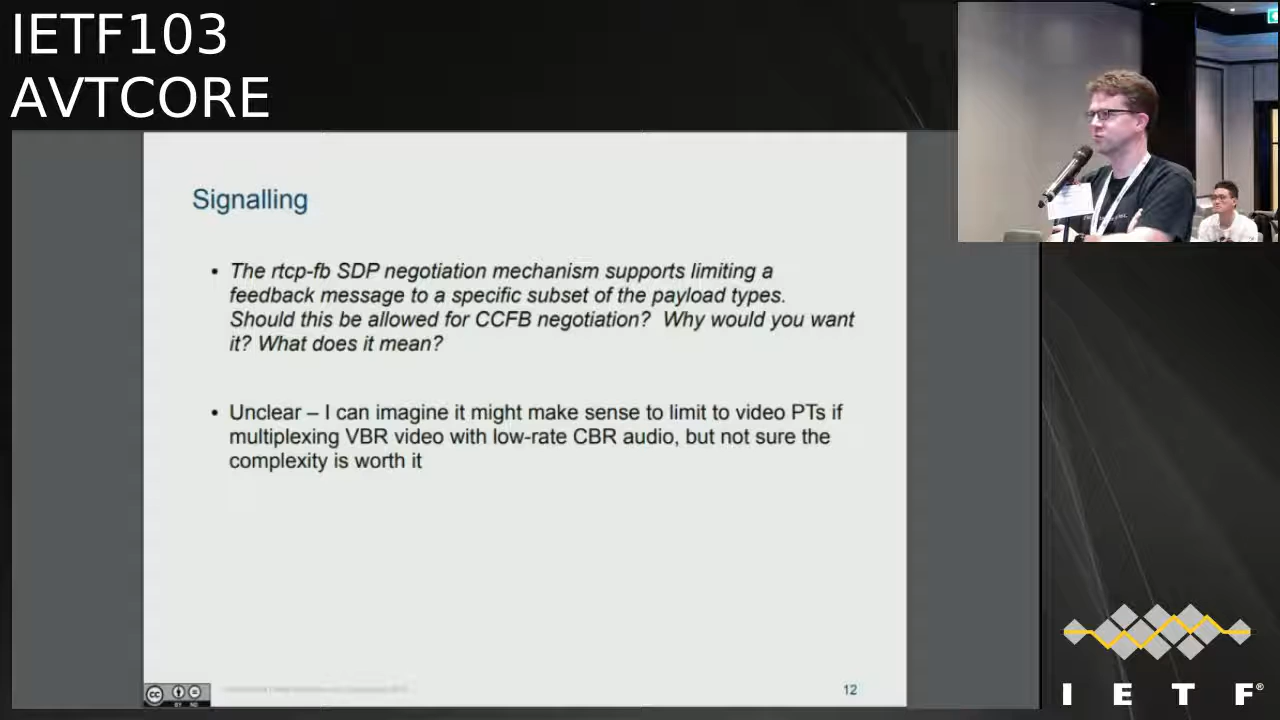 IETF103
AVTCORE
Signalling
• The rtcp-fb SDP negotiation mechanism supports limiting a
feedback message to a specific subset of the payload types.
Should this be allowed for CCFB negotiation?  Why would you want
it? What does it mean?
• Unclear – I can imagine it might make sense to limit to video PTs if
multiplexing VBR video with low-rate CBR audio, but not sure the
complexity is worth it
cc
BY ND
12
I E T F®